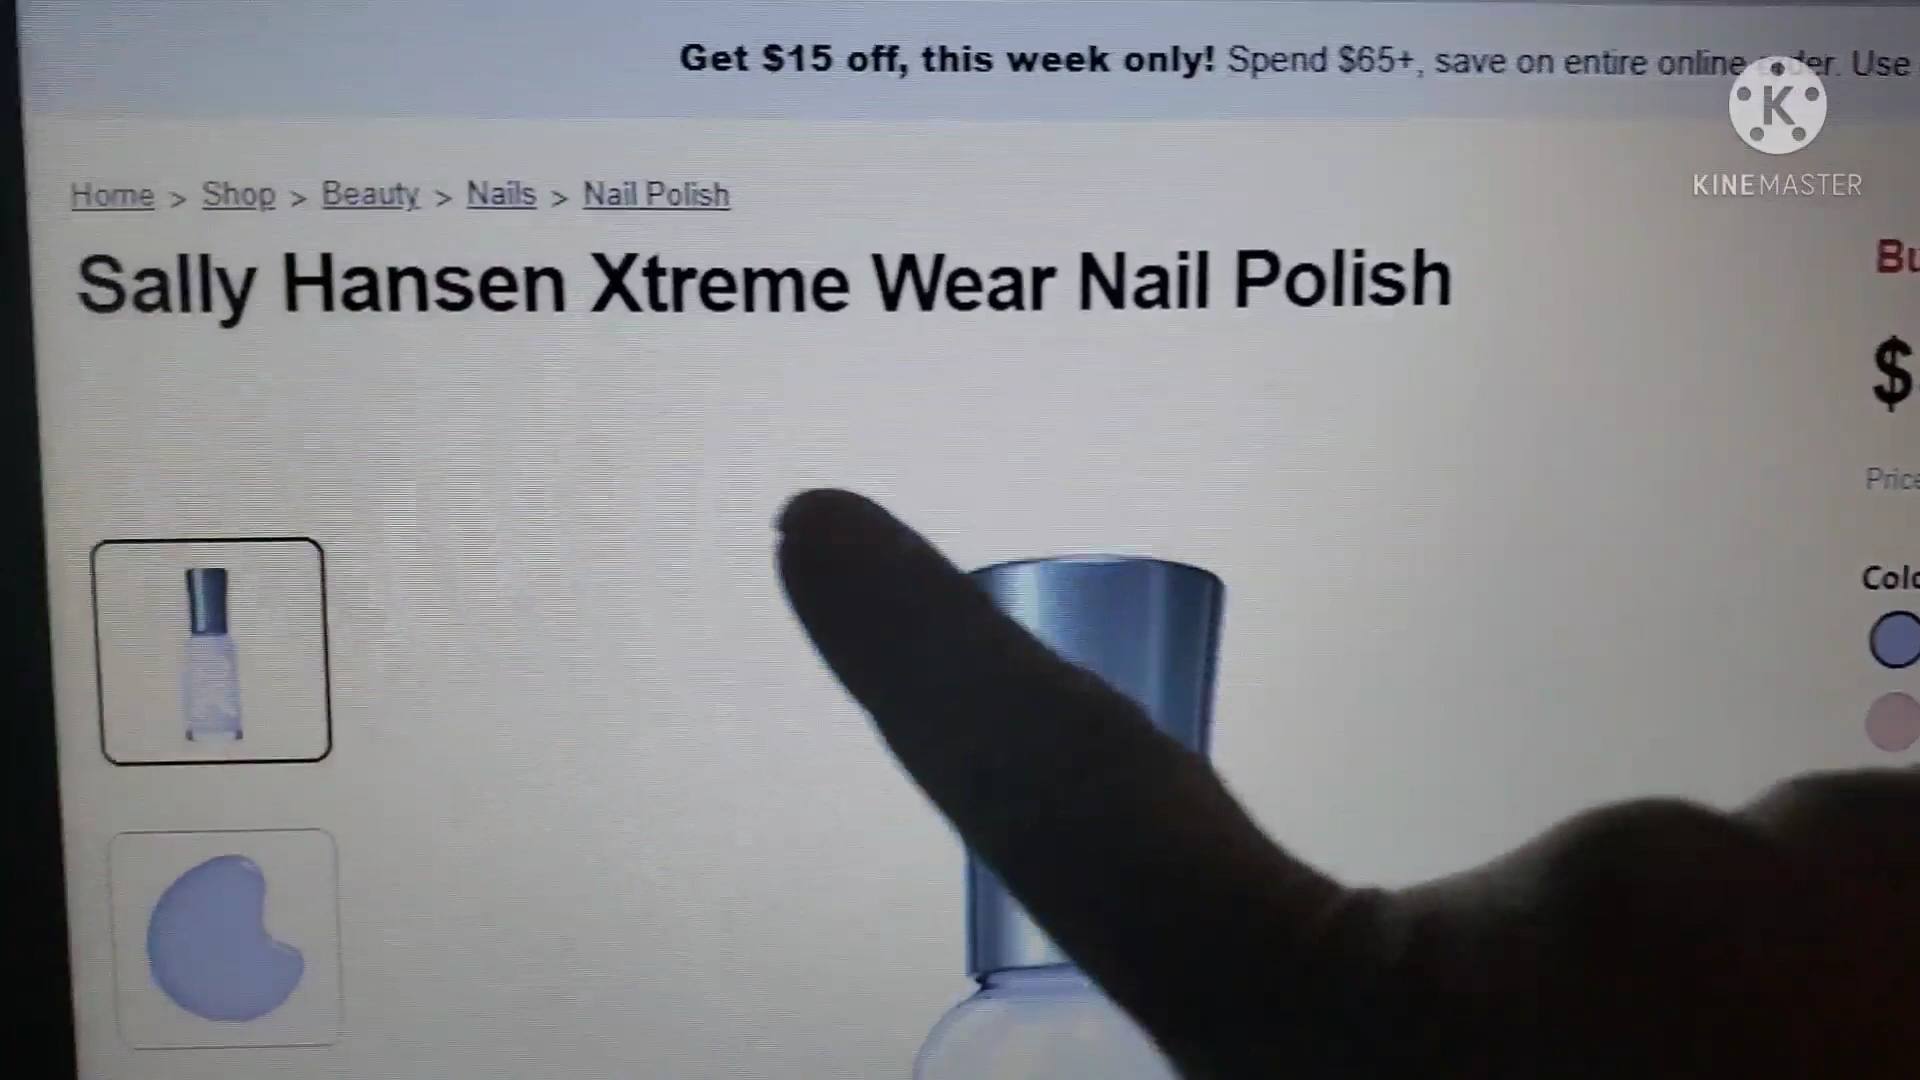 Get $15 off, this week only! Spend $65+, save on entire online order. Use
K
KINEMASTER
Home > Shop > Beauty > Nails > Nail Polish
Sally Hansen Xtreme Wear Nail Polish
$